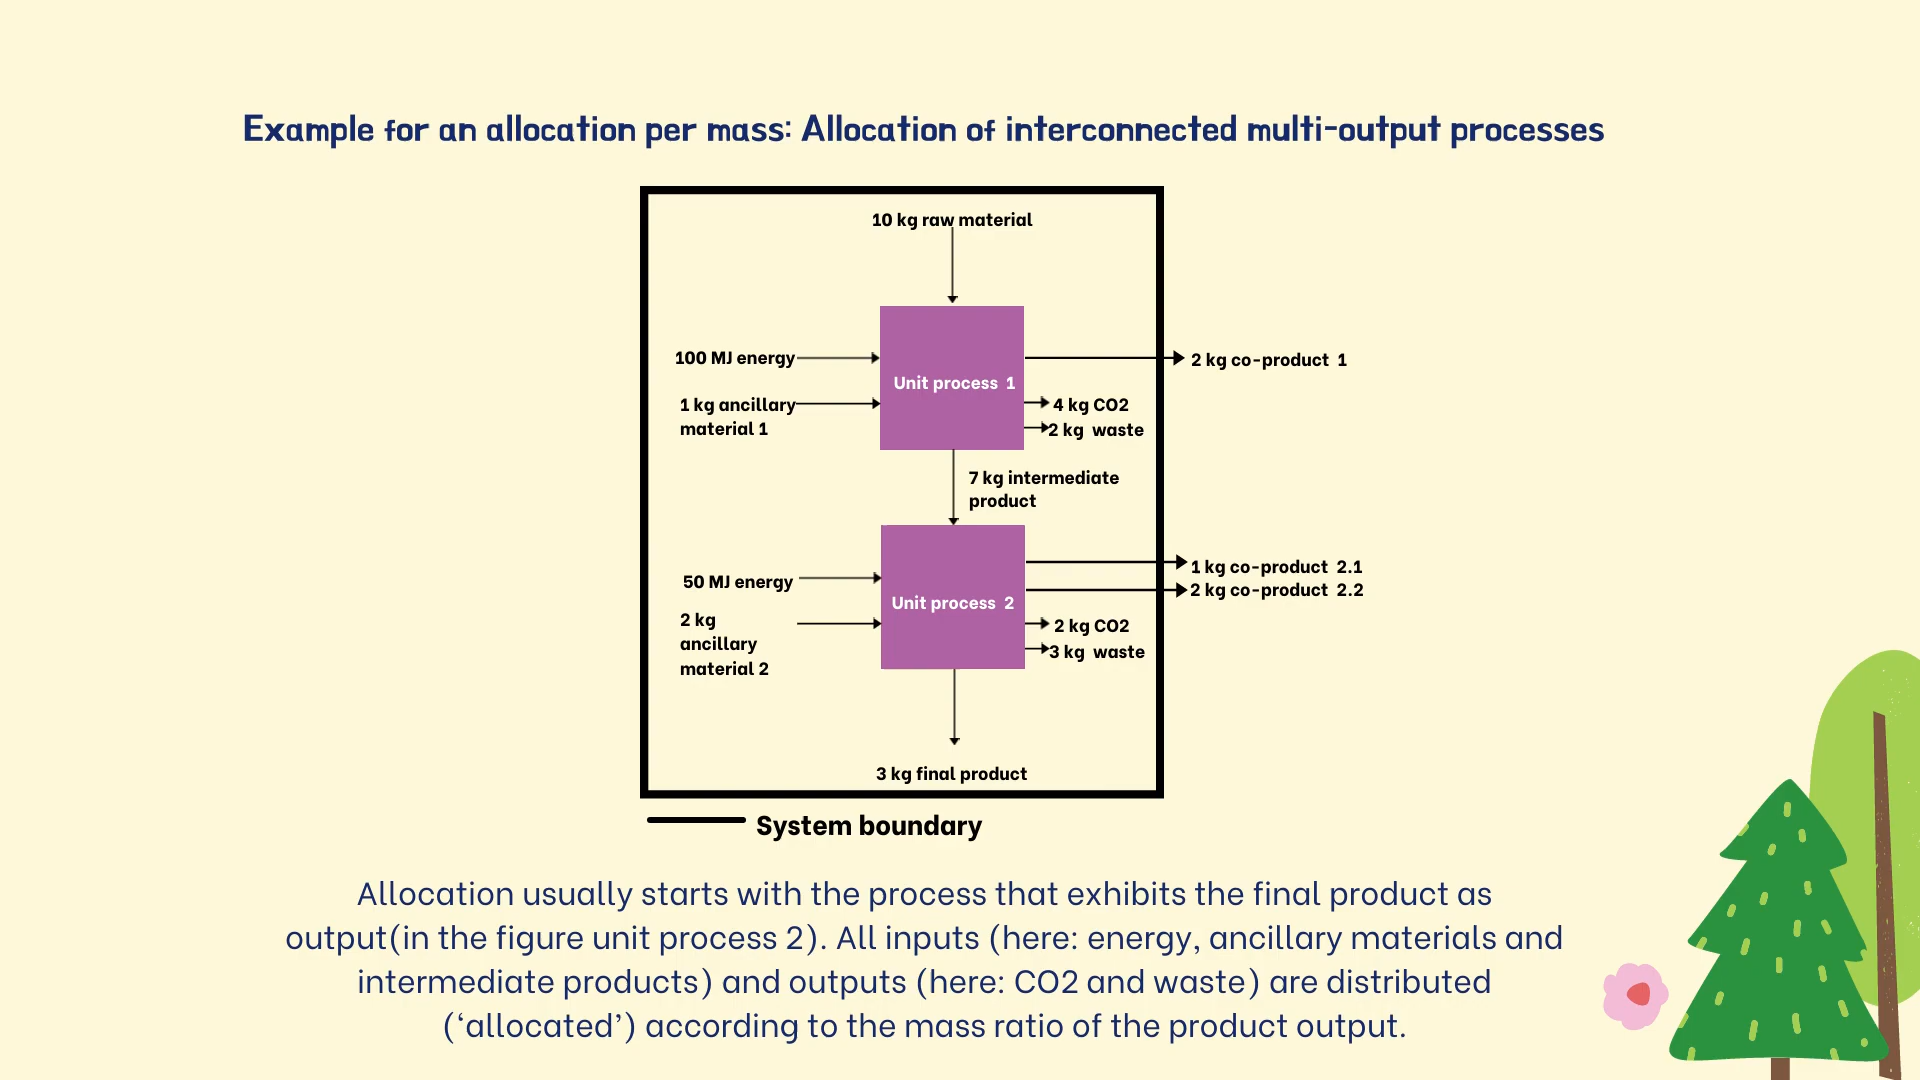 Example for an allocation per mass: Allocation of interconnected multi-output processes
10 kg raw material
100 MJ energy
1 kg ancillary
material 1
Unit process 1
2 kg co-product 1
4 kg CO2
2 kg waste
7 kg intermediate
product
50 MJ energy
2 kg
ancillary
material 2
Unit process 2
1 kg co-product 2.1
2 kg co-product 2.2
2 kg CO2
3 kg waste
3 kg final product
System boundary
Allocation usually starts with the process that exhibits the final product as
output(in the figure unit process 2). All inputs (here: energy, ancillary materials and
intermediate products) and outputs (here: CO2 and waste) are distributed
(‘allocated’) according to the mass ratio of the product output.